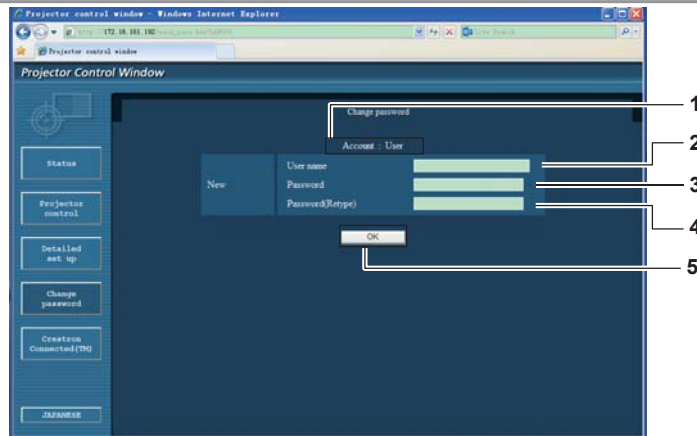 Projector control window - Windows Internet Explorer
Projector control window
Projector Control Window
Change password
1
Account : User
2
Status
User name
New
Password
3
Projector
control
Password(Retype)
4
OK
Detailed
set up
5
Change
password
Crestron
Connected(TM)
JAPANESE